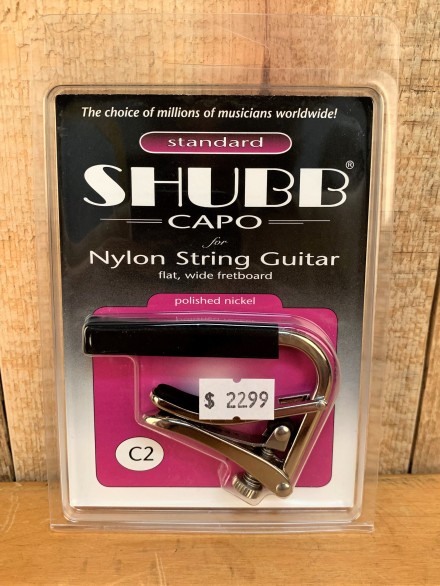 The choice of millions of musicians worldwide!
standard
SHUBB®
CAPO
for
Nylon String Guitar
flat, wide fretboard
polished nickel
$ 2299
C2